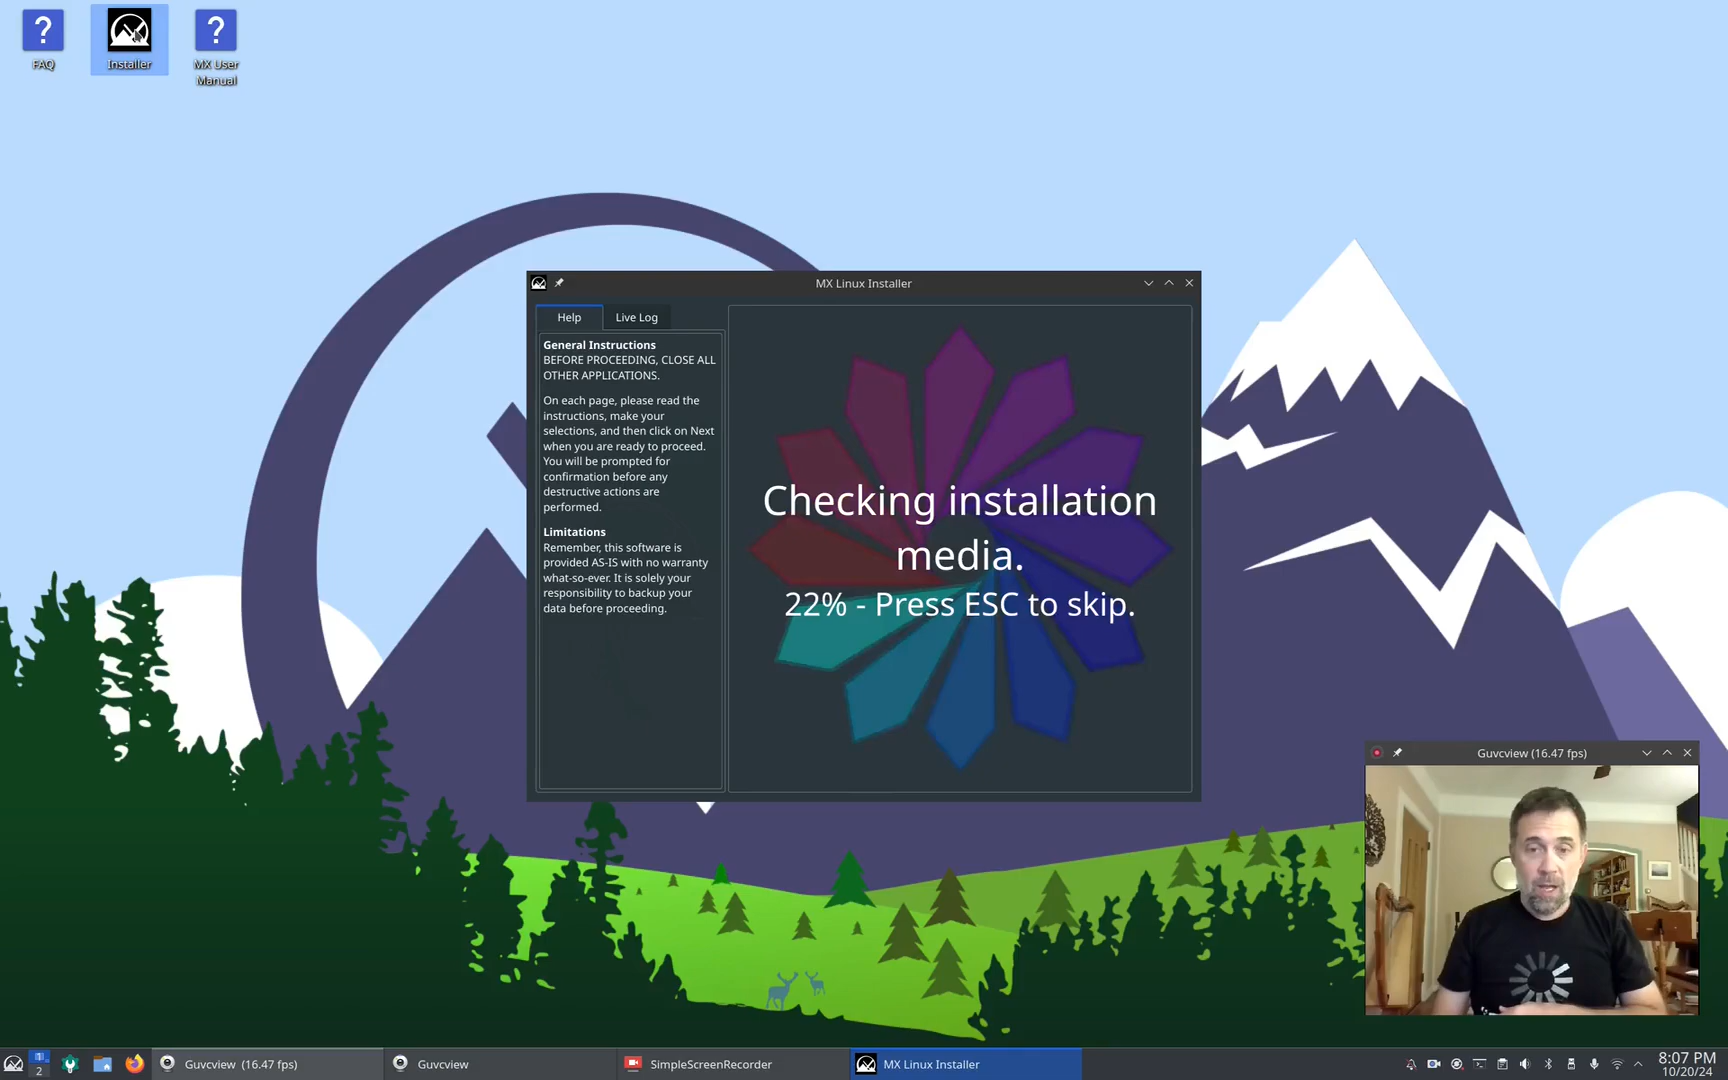 FAQ
Installer
MX User
Manual
MX Linux Installer
Help
Live Log
General Instructions
BEFORE PROCEEDING, CLOSE ALL
OTHER APPLICATIONS.
On each page, please read the
instructions, make your
selections, and then click on Next
when you are ready to proceed.
You will be prompted for
confirmation before any
destructive actions are
performed.
Limitations
Remember, this software is
provided AS-IS with no warranty
what-so-ever. It is solely your
responsibility to backup your
data before proceeding.
Checking installation
media.
22% - Press ESC to skip.
Guvcview (16.47 fps)
1
2
Guvcview (16.47 fps)
Guvcview
SimpleScreenRecorder
MX Linux Installer
8:07 PM
10/20/24